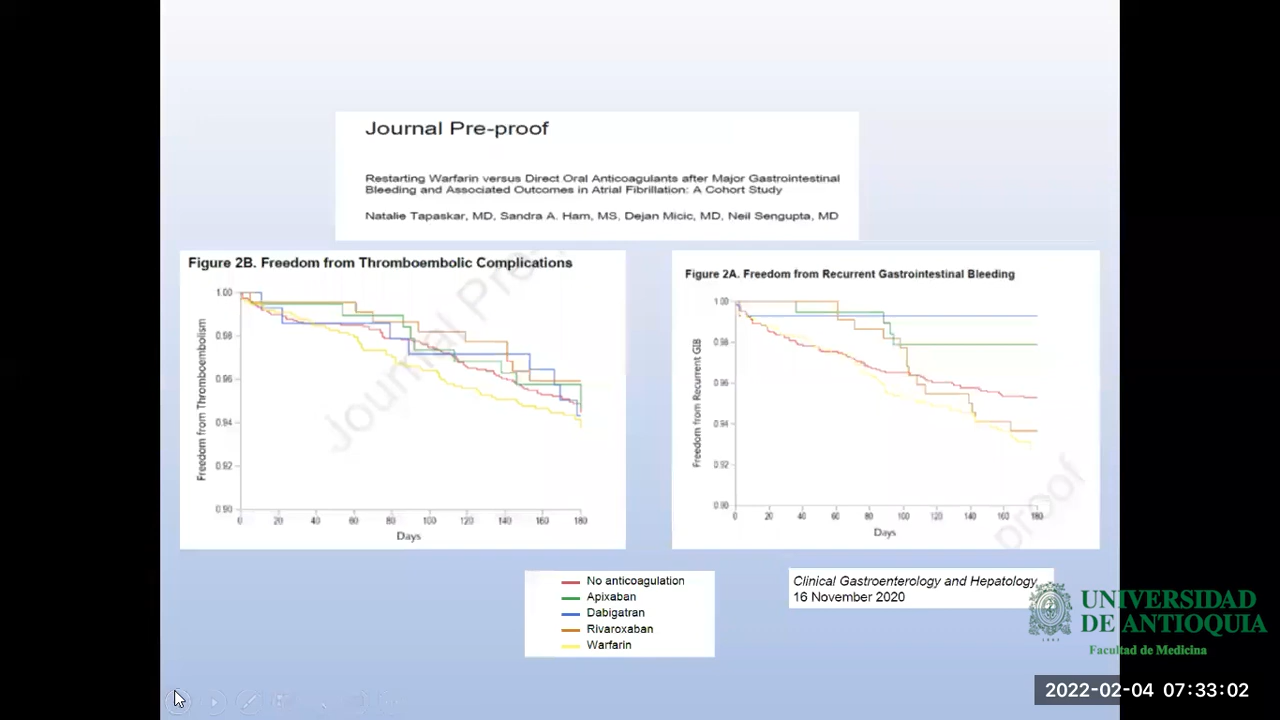 Journal Pre-proof
Restarting Warfarin versus Direct Oral Anticoagulants after Major Gastrointestinal
Bleeding and Associated Outcomes in Atrial Fibrillation: A Cohort Study
Natalie Tapaskar, MD, Sandra A. Ham, MS, Dejan Micic, MD, Neil Sengupta, MD
Figure 2B. Freedom from Thromboembolic Complications
Freedom from Thromboembolism
1.00
0.98
0.96
0.94
0.92
0.90
0 20 40 60 80 100 120 140 160 180
Days
Journal Pre
Figure 2A. Freedom from Recurrent Gastrointestinal Bleeding
Freedom from Recurrent GIB
1.00
0.98
0.96
0.94
0.92
0 20 40 60 80 100 120 140 160 180
Days
proof
No anticoagulation
Apixaban
Dabigatran
Rivaroxaban
Warfarin
Clinical Gastroenterology and Hepatology
16 November 2020
UNIVERSIDAD
DE ANTIOQUIA
Facultad de Medicina
2022-02-04 07:33:02